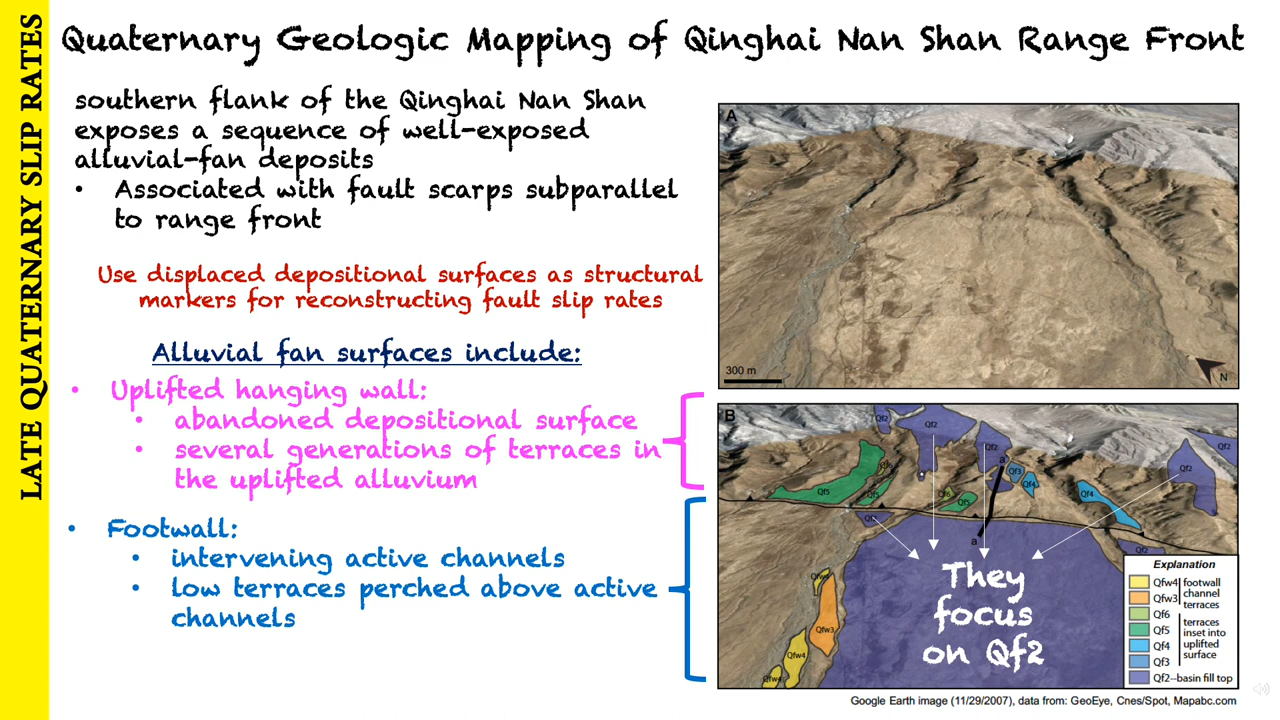 LATE QUATERNARY SLIP RATES
Quaternary Geologic Mapping of Qinghai Nan Shan Range Front
southern flank of the Qinghai Nan Shan
exposes a sequence of well-exposed
alluvial-fan deposits
• Associated with fault scarps subparallel
to range front
Use displaced depositional surfaces as structural
markers for reconstructing fault slip rates
Alluvial fan surfaces include:
• Uplifted hanging wall:
• abandoned depositional surface
• several generations of terraces in
the uplifted alluvium
• Footwall:
• intervening active channels
• low terraces perched above active
channels
A
300 m
N
B
Qf2
Qf2
Qf2
Qf2
Qf2
a'
Qf3
Qf4
Qf5
Qf5
Qf6
Qf5
Qf4
a
Qf2
Qfw3
Qfw4
They
focus
on Qf2
Explanation
Qfw4
Qfw3
footwall
channel
terraces
Qf6
Qf5
Qf4
Qf3
terraces
inset into
uplifted
surface
Qf2--basin fill top
Google Earth image (11/29/2007), data from: GeoEye, Cnes/Spot, Mapabc.com